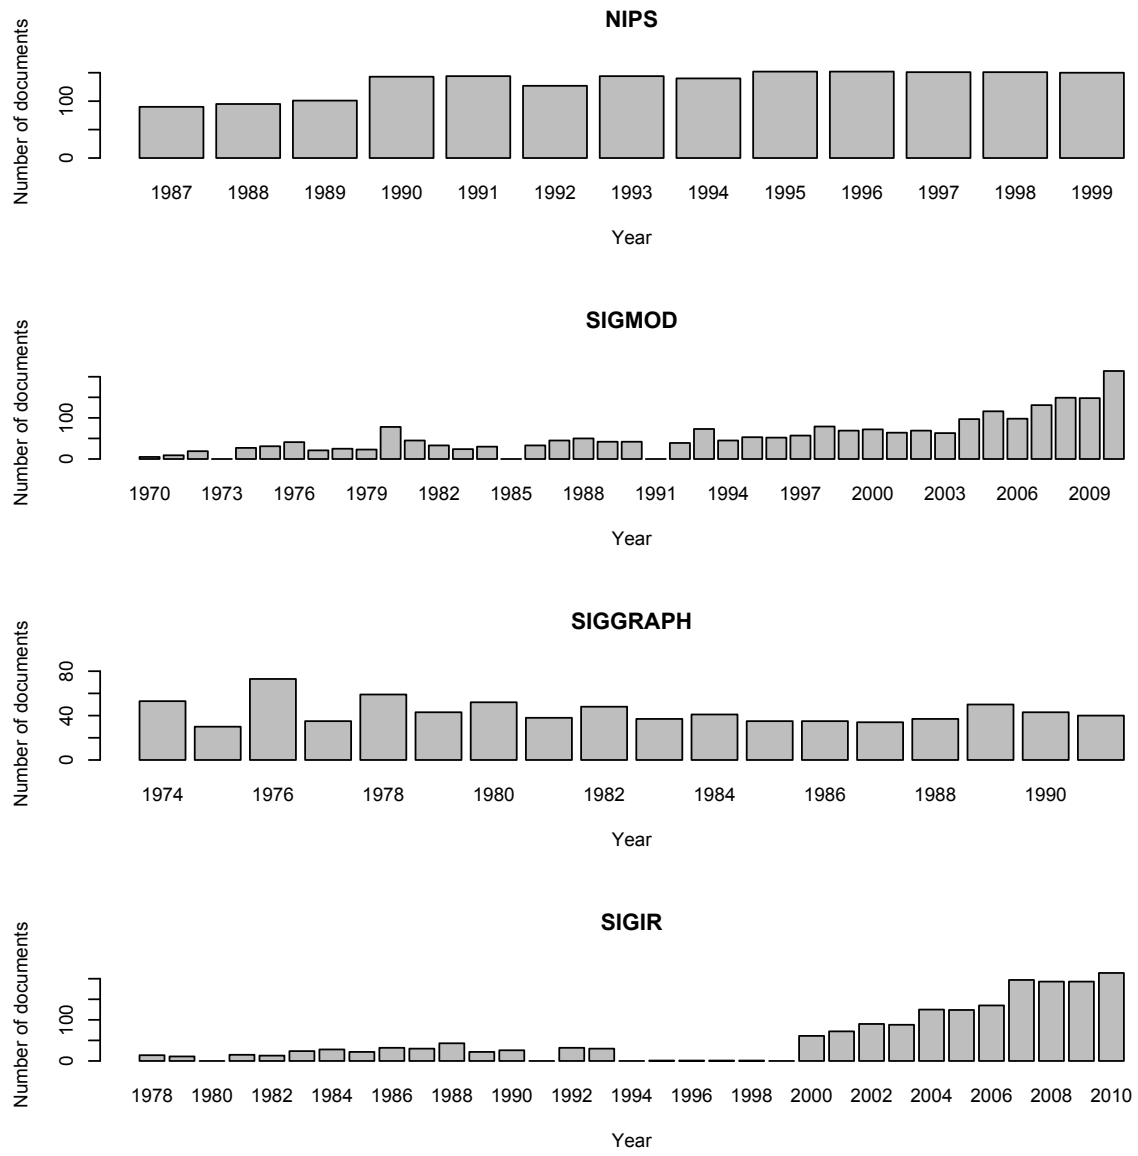 NIPS
Number of documents
100
0
1987 1988 1989 1990 1991 1992 1993 1994 1995 1996 1997 1998 1999
Year
SIGMOD
Number of documents
100
0
1970 1973 1976 1979 1982 1985 1988 1991 1994 1997 2000 2003 2006 2009
Year
SIGGRAPH
Number of documents
80
40
0
1974 1976 1978 1980 1982 1984 1986 1988 1990
Year
SIGIR
Number of documents
100
0
1978 1980 1982 1984 1986 1988 1990 1992 1994 1996 1998 2000 2002 2004 2006 2008 2010
Year